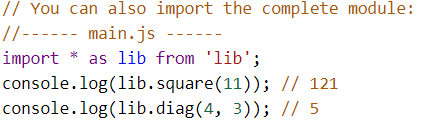 // You can also import the complete module:
//------ main.js ------
import * as lib from 'lib';
console.log(lib.square(11)); // 121
console.log(lib.diag(4, 3)); // 5